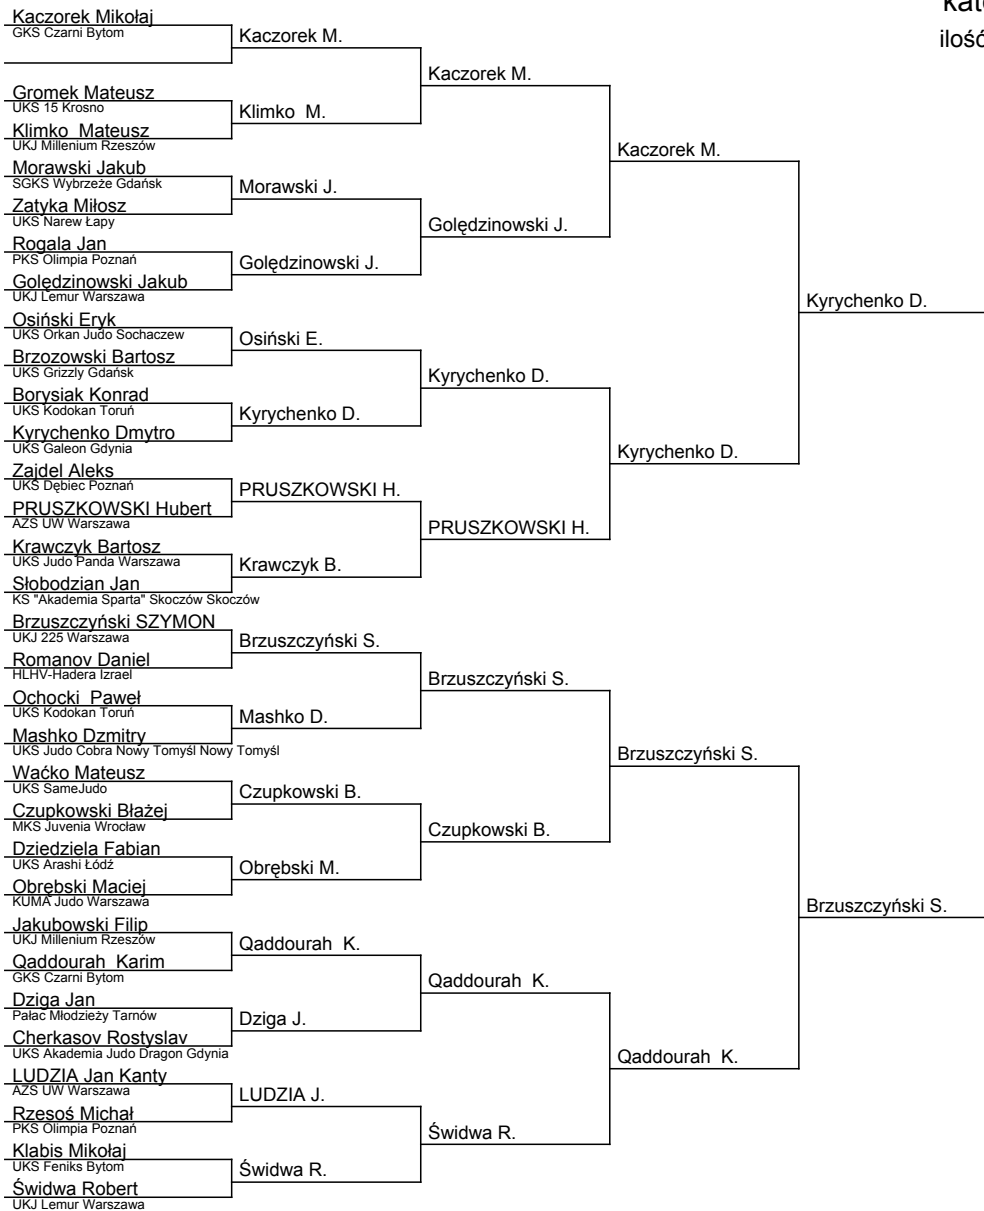 Kaczorek Mikołaj
GKS Czarni Bytom
Gromek Mateusz
UKS 15 Krosno
Klimko Mateusz
UKJ Millenium Rzeszów
Morawski Jakub
SGKS Wybrzeże Gdańsk
Zatyka Miłosz
UKS Narew Łapy
Rogala Jan
PKS Olimpia Poznań
Golędzinowski Jakub
UKJ Lemur Warszawa
Osiński Eryk
UKS Orkan Judo Sochaczew
Brzozowski Bartosz
UKS Grizzly Gdańsk
Borysiak Konrad
UKS Kodokan Toruń
Kyrychenko Dmytro
UKS Galeon Gdynia
Zajdel Aleks
UKS Dębiec Poznań
PRUSZKOWSKI Hubert
AZS UW Warszawa
Krawczyk Bartosz
UKS Judo Panda Warszawa
Słobodzian Jan
KS "Akademia Sparta" Skoczów Skoczów
Brzuszczyński SZYMON
UKJ 225 Warszawa
Romanov Daniel
HLHV-Hadera Izrael
Ochocki Paweł
UKS Kodokan Toruń
Mashko Dzmitry
UKS Judo Cobra Nowy Tomyśl Nowy Tomyśl
Waćko Mateusz
UKS SameJudo
Czupkowski Błażej
MKS Juvenia Wrocław
Dziedziela Fabian
UKS Arashi Łódź
Obrębski Maciej
KUMA Judo Warszawa
Jakubowski Filip
UKJ Millenium Rzeszów
Qaddourah Karim
GKS Czarni Bytom
Dziga Jan
Pałac Młodzieży Tarnów
Cherkasov Rostyslav
UKS Akademia Judo Dragon Gdynia
LUDZIA Jan Kanty
AZS UW Warszawa
Rzesoś Michał
PKS Olimpia Poznań
Klabis Mikołaj
UKS Feniks Bytom
Świdwa Robert
UKJ Lemur Warszawa
Kaczorek M.
Klimko M.
Morawski J.
Golędzinowski J.
Osiński E.
Kyrychenko D.
PRUSZKOWSKI H.
Krawczyk B.
Brzuszczyński S.
Mashko D.
Czupkowski B.
Obrębski M.
Qaddourah K.
Dziga J.
LUDZIA J.
Świdwa R.
Kaczorek M.
Golędzinowski J.
Kyrychenko D.
PRUSZKOWSKI H.
Brzuszczyński S.
Czupkowski B.
Qaddourah K.
Świdwa R.
Kaczorek M.
Kyrychenko D.
Brzuszczyński S.
Qaddourah K.
Kyrychenko D.
Brzuszczyński S.
ilość